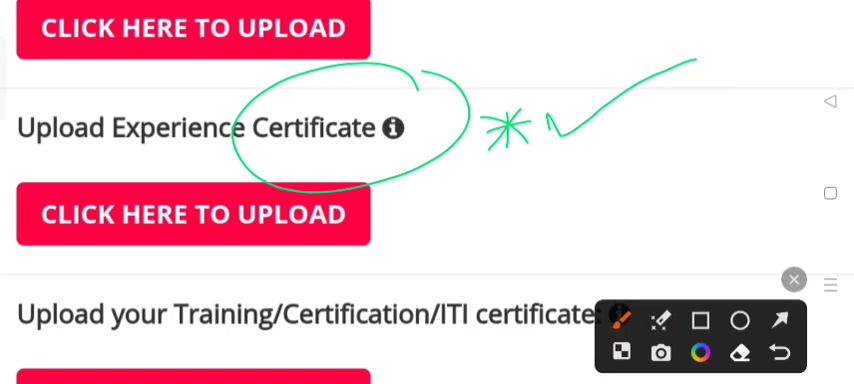 CLICK HERE TO UPLOAD
Upload Experience Certificate
CLICK HERE TO UPLOAD
Upload your Training/Certification/ITI certificate: